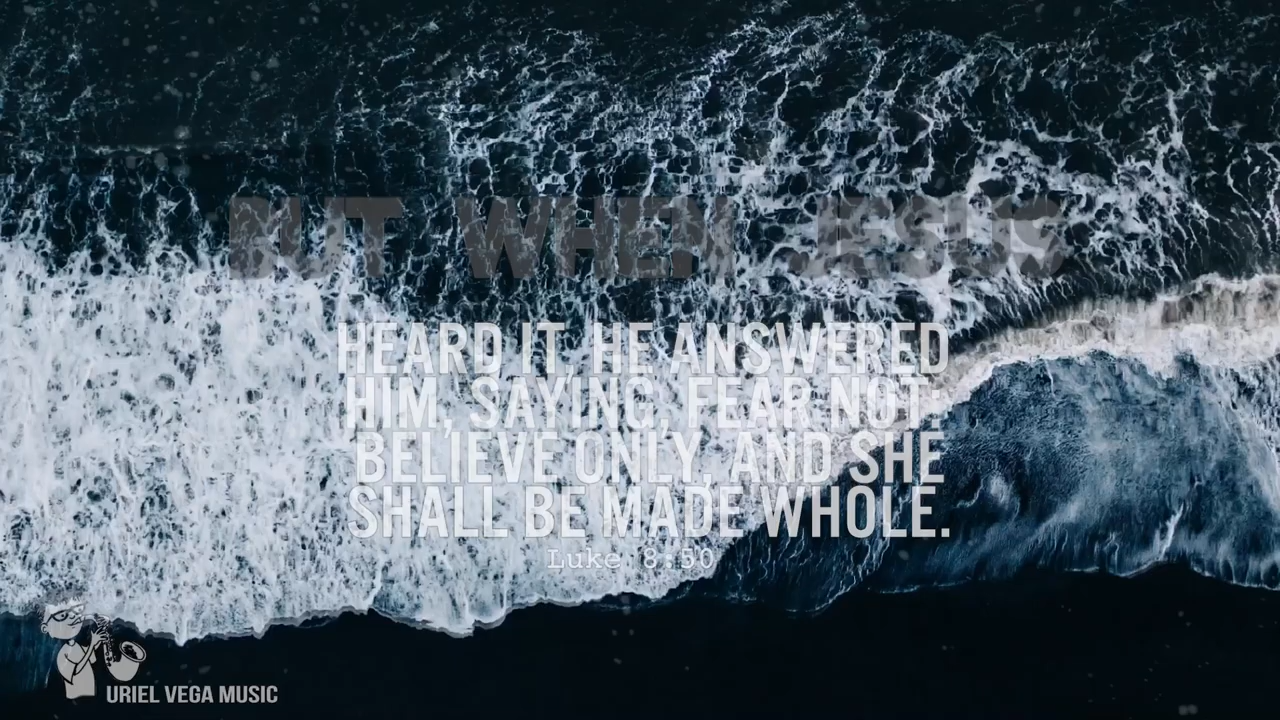 BUT WHEN JESUS
HEARD IT, HE ANSWERED
HIM, SAYING, FEAR NOT:
BELIEVE ONLY, AND SHE
SHALL BE MADE WHOLE.
Luke 8:50
URIEL VEGA MUSIC